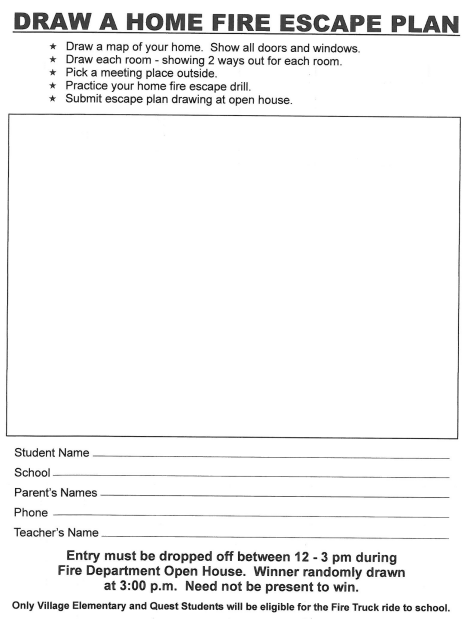 DRAW A HOME FIRE ESCAPE PLAN
★ Draw a map of your home. Show all doors and windows.
★ Draw each room - showing 2 ways out for each room.
★ Pick a meeting place outside.
★ Practice your home fire escape drill.
★ Submit escape plan drawing at open house.
Student Name
School
Parent's Names
Phone
Teacher's Name
Entry must be dropped off between 12 - 3 pm during
Fire Department Open House. Winner randomly drawn
at 3:00 p.m. Need not be present to win.
Only Village Elementary and Quest Students will be eligible for the Fire Truck ride to school.